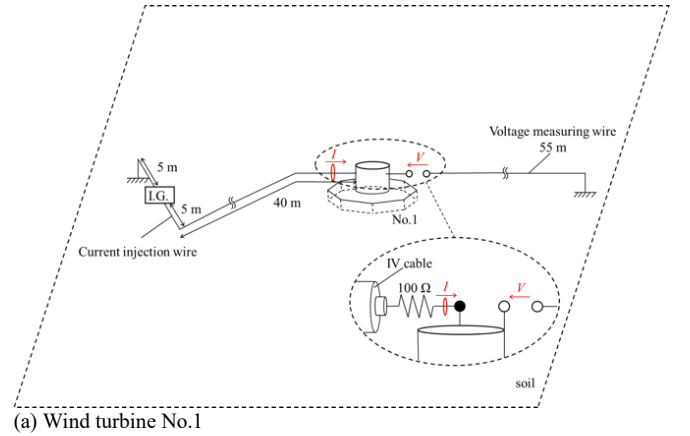 Voltage measuring wire
55 m
I
V
5 m
I.G.
5 m
40 m
No.1
Current injection wire
IV cable
100 Ω
I
V
soil
(a) Wind turbine No.1